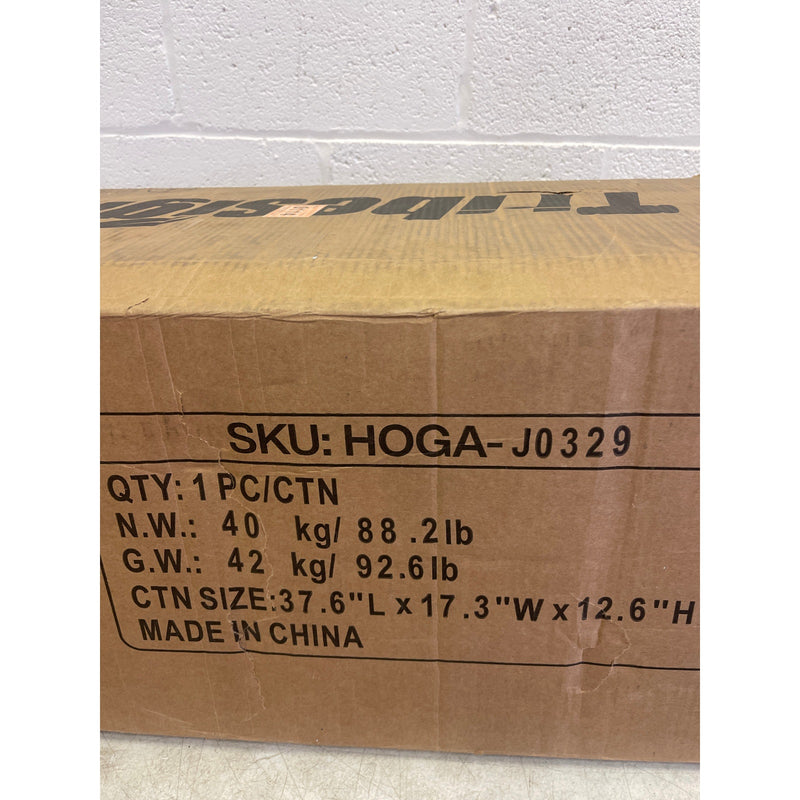 Tribesig
SKU: HOGA-J0329
QTY: 1 PC/CTN
N.W.: 40 kg/ 88.2lb
G.W.: 42 kg/ 92.6lb
CTN SIZE:37.6"L x 17.3"W x 12.6"H
MADE IN CHINA